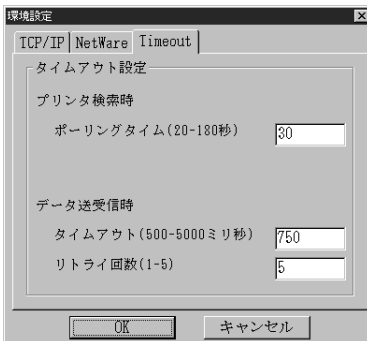 環境設定
TCP/IP NetWare Timeout
タイムアウト設定
プリンタ検索時
ポーリングタイム(20-180秒) 30
データ送受信時
タイムアウト(500-5000ミリ秒) 750
リトライ回数(1-5) 5
OK キャンセル